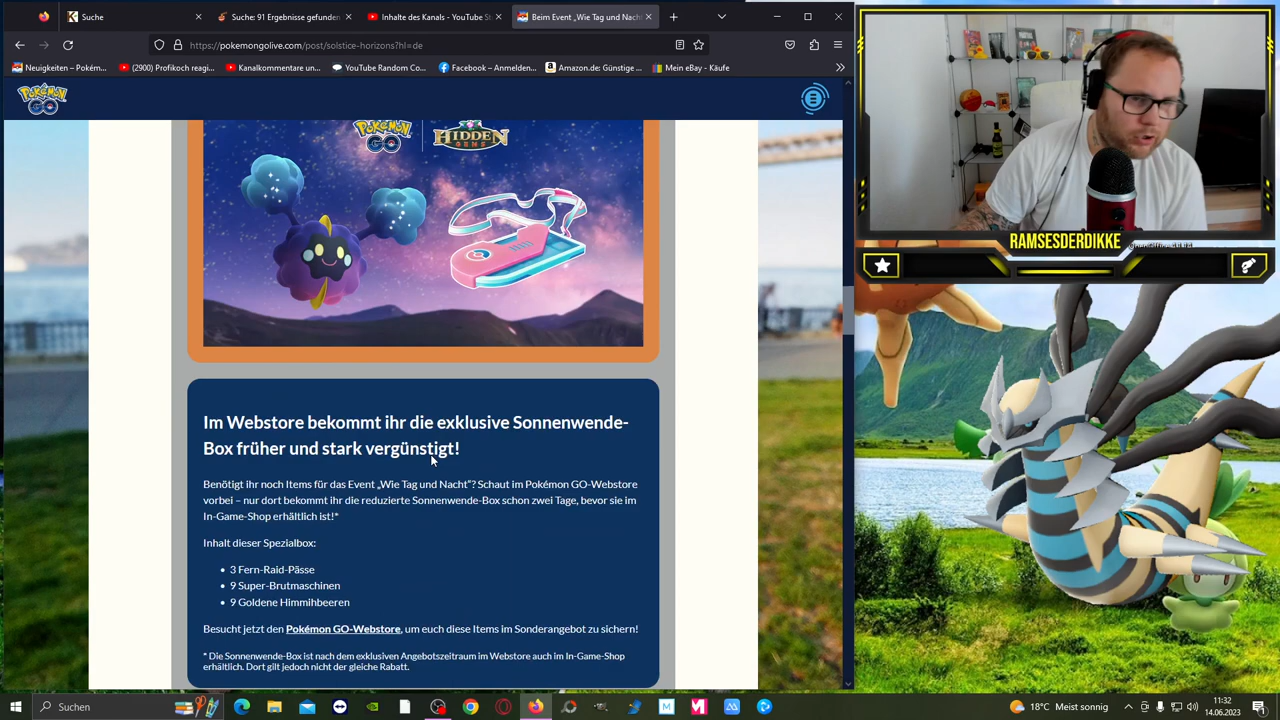 Suche
Suche: 91 Ergebnisse gefunden
Inhalte des Kanals - YouTube St
Beim Event „Wie Tag und Nacht“
https://pokemongolive.com/post/solstice-horizons?hl=de
Neuigkeiten – Pokém...
(2900) Profikoch reagi...
Kanalkommentare un...
YouTube Random Co...
Facebook – Anmelden...
Amazon.de: Günstige ...
Mein eBay - Käufe
POKÉMON GO
POKÉMON GO
HIDDEN GEMS
Im Webstore bekommt ihr die exklusive Sonnenwende-
Box früher und stark vergünstigt!
Benötigt ihr noch Items für das Event „Wie Tag und Nacht“? Schaut im Pokémon GO-Webstore
vorbei – nur dort bekommt ihr die reduzierte Sonnenwende-Box schon zwei Tage, bevor sie im
In-Game-Shop erhältlich ist!*
Inhalt dieser Spezialbox:
• 3 Fern-Raid-Pässe
• 9 Super-Brutmaschinen
• 9 Goldene Himmihbeeren
Besucht jetzt den Pokémon GO-Webstore, um euch diese Items im Sonderangebot zu sichern!
* Die Sonnenwende-Box ist nach dem exklusiven Angebotszeitraum im Webstore auch im In-Game-Shop
erhältlich. Dort gilt jedoch nicht der gleiche Rabatt.
RAMSESDERDIKKE
Suchen
18°C Meist sonnig
11:32
14.06.2023